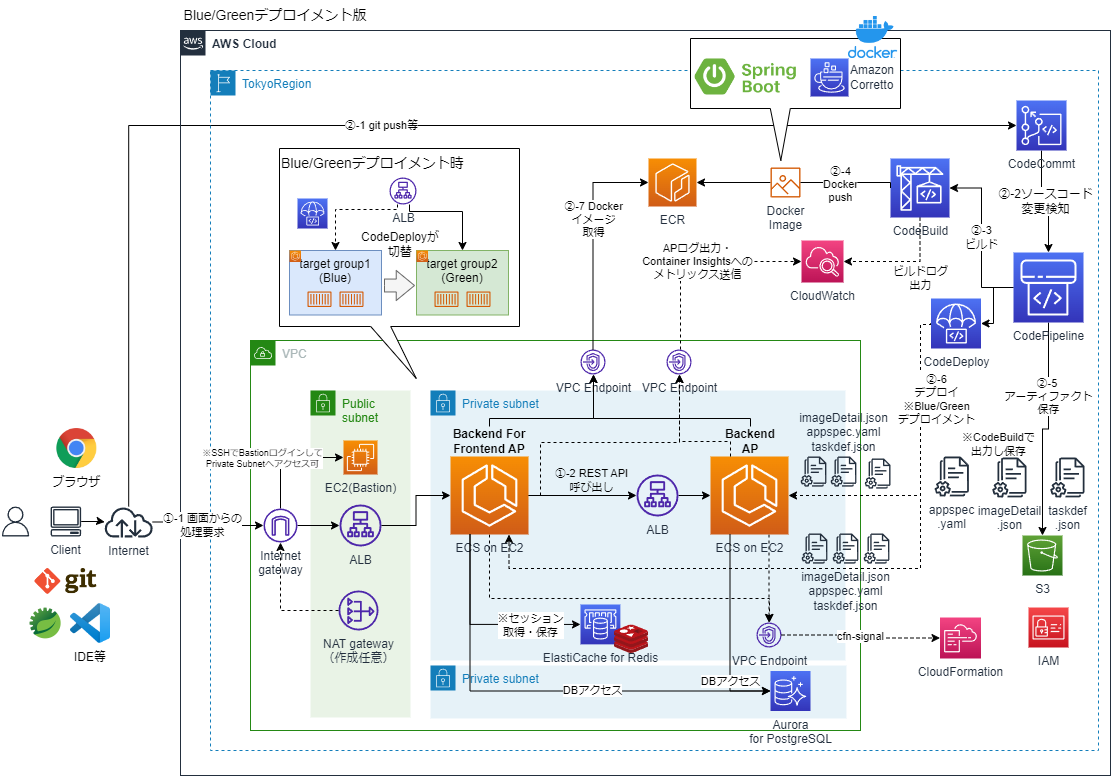 Blue/Greenデプロイメント版
aws
AWS Cloud
TokyoRegion
docker
Spring
Boot
Amazon
Corretto
②-1 git push等
CodeCommt
Blue/Greenデプロイメント時
ALB
CodeDeployが
切替
target group1
(Blue)
target group2
(Green)
②-7 Docker
イメージ
取得
ECR
Docker
Image
②-4
Docker
push
CodeBuild
②-2ソースコード
変更検知
②-3
ビルド
APログ出力・
Container Insightsへの
メトリックス送信
CloudWatch
ビルドログ
出力
CodePipeline
CodeDeploy
VPC
VPC Endpoint
VPC Endpoint
②-6
デプロイ
※Blue/Green
デプロイメント
②-5
アーティファクト
保存
Public
subnet
Private subnet
Backend For
Frontend AP
Backend
AP
imageDetail.json
appspec.yaml
taskdef.json
※CodeBuildで
出力し保存
※SSHでBastionログインして
Private Subnetへアクセス可
EC2(Bastion)
①-2 REST API
呼び出し
ALB
ECS on EC2
ECS on EC2
appspec
.yaml
imageDetail
.json
taskdef
.json
ブラウザ
Client
Internet
①-1 画面からの
処理要求
Internet
gateway
ALB
imageDetail.json
appspec.yaml
taskdef.json
S3
git
IDE等
NAT gateway
（作成任意）
※セッション
取得・保存
ElastiCache for Redis
VPC Endpoint
cfn-signal
CloudFormation
IAM
Private subnet
DBアクセス
DBアクセス
Aurora
for PostgreSQL